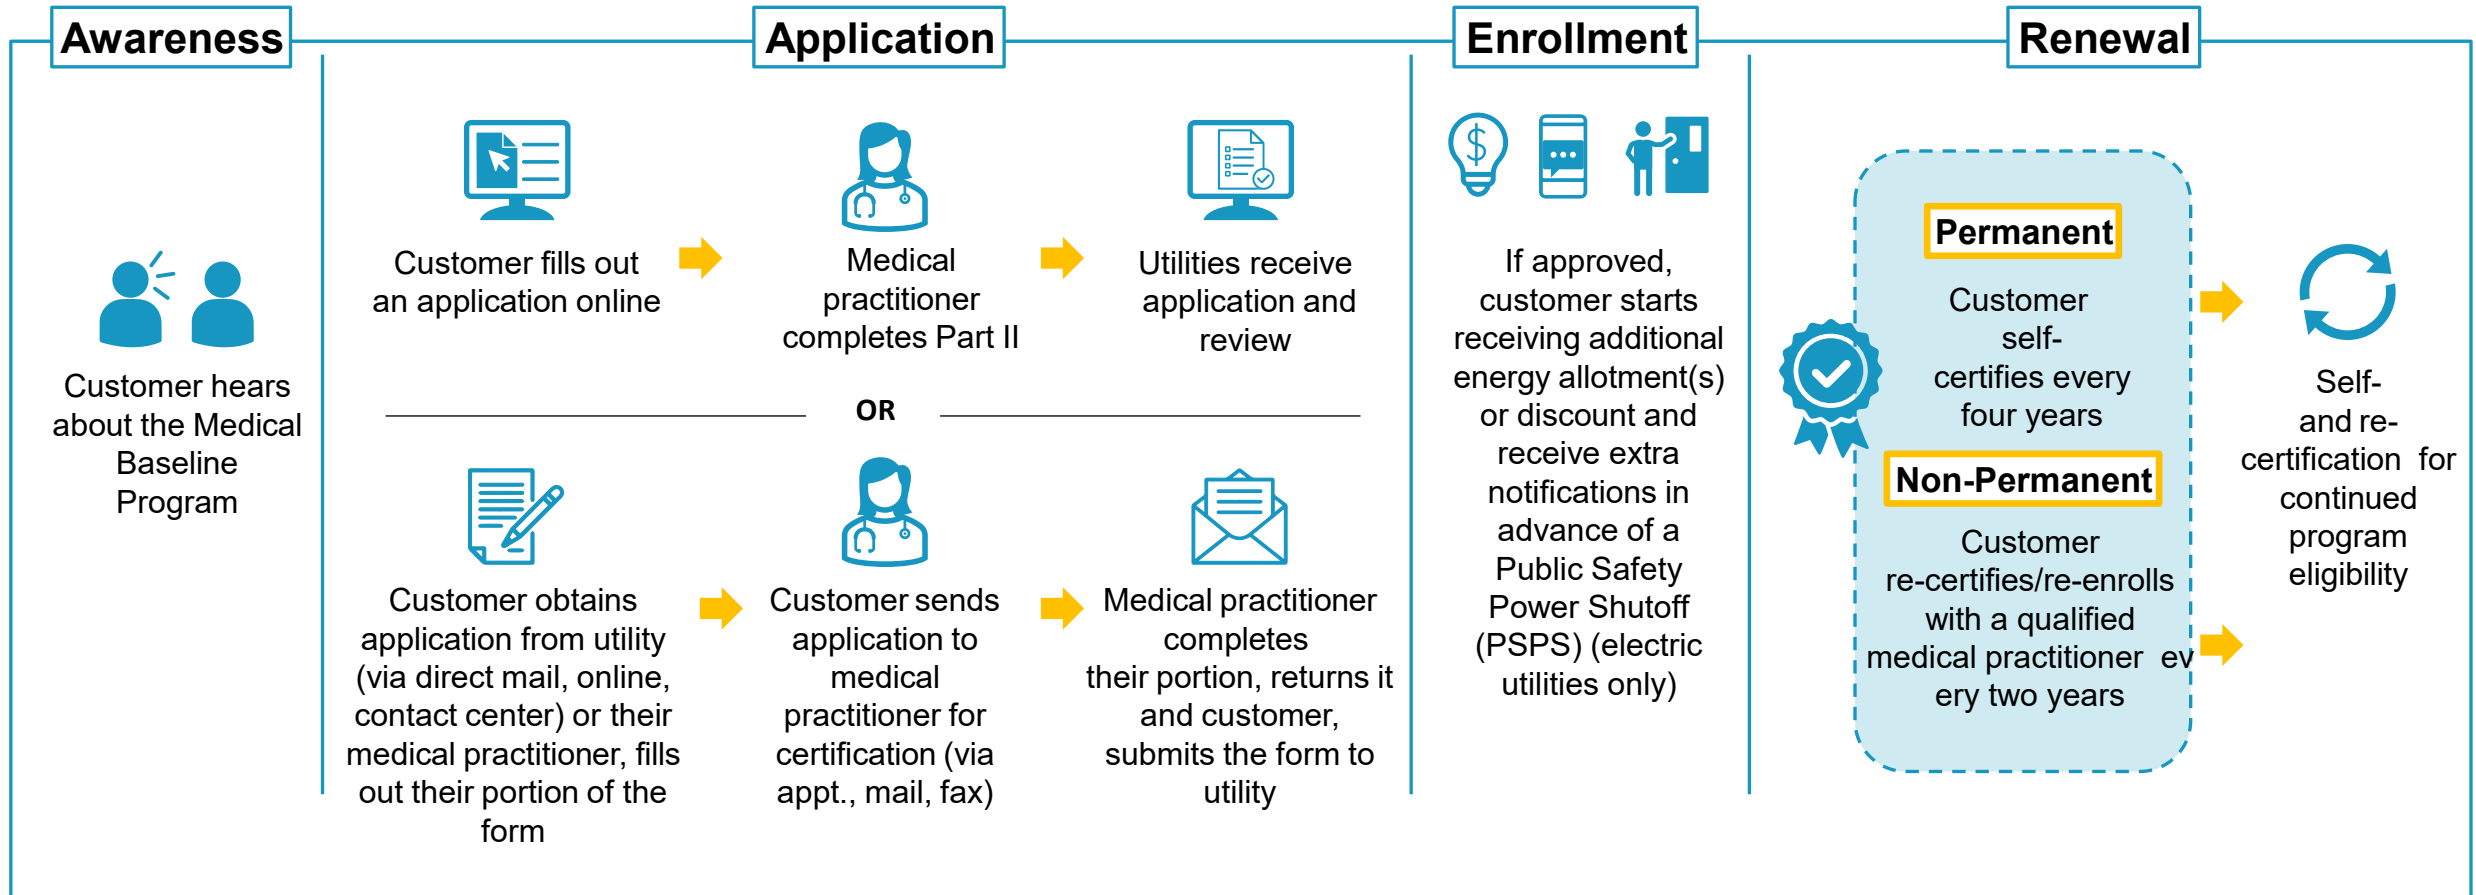 Awareness
Application
Enrollment
Renewal
Customer hears
about the Medical
Baseline
Program
Customer fills out
an application online
Medical
practitioner
completes Part II
Utilities receive
application and
review
OR
Customer obtains
application from utility
(via direct mail, online,
contact center) or their
medical practitioner, fills
out their portion of the
form
Customer sends
application to
medical
practitioner for
certification (via
appt., mail, fax)
Medical practitioner
completes
their portion, returns it
and customer,
submits the form to
utility
$
If approved,
customer starts
receiving additional
energy allotment(s)
or discount and
receive extra
notifications in
advance of a
Public Safety
Power Shutoff
(PSPS) (electric
utilities only)
Permanent
Customer
self-
certifies every
four years
Non-Permanent
Customer
re-certifies/re-enrolls
with a qualified
medical practitioner ev
ery two years
Self-
and re-
certification for
continued
program
eligibility